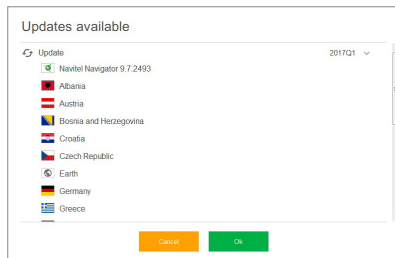 Updates available
Update 2017Q1
Navitel Navigator 9.7.2493
Albania
Austria
Bosnia and Herzegovina
Croatia
Czech Republic
Earth
Germany
Greece
Cancel Ok